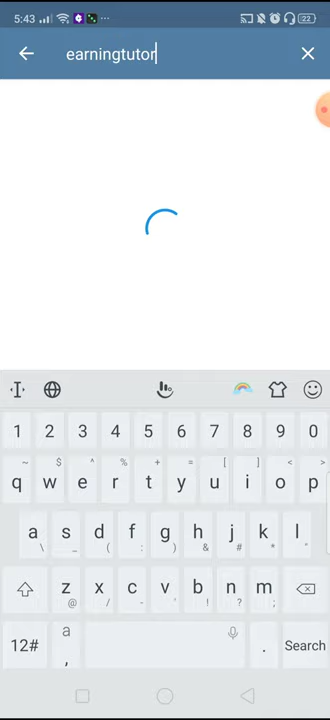 5:43 22
earningtutor
1 2 3 4 5 6 7 8 9 0
~ $ ^ % + = [ ] < >
q w e r t y u i o p
a s d f g h j k l
\ _ ( : ) & # * "
z x c v b n m
@ / - ' ! ? ;
12# a , . Search